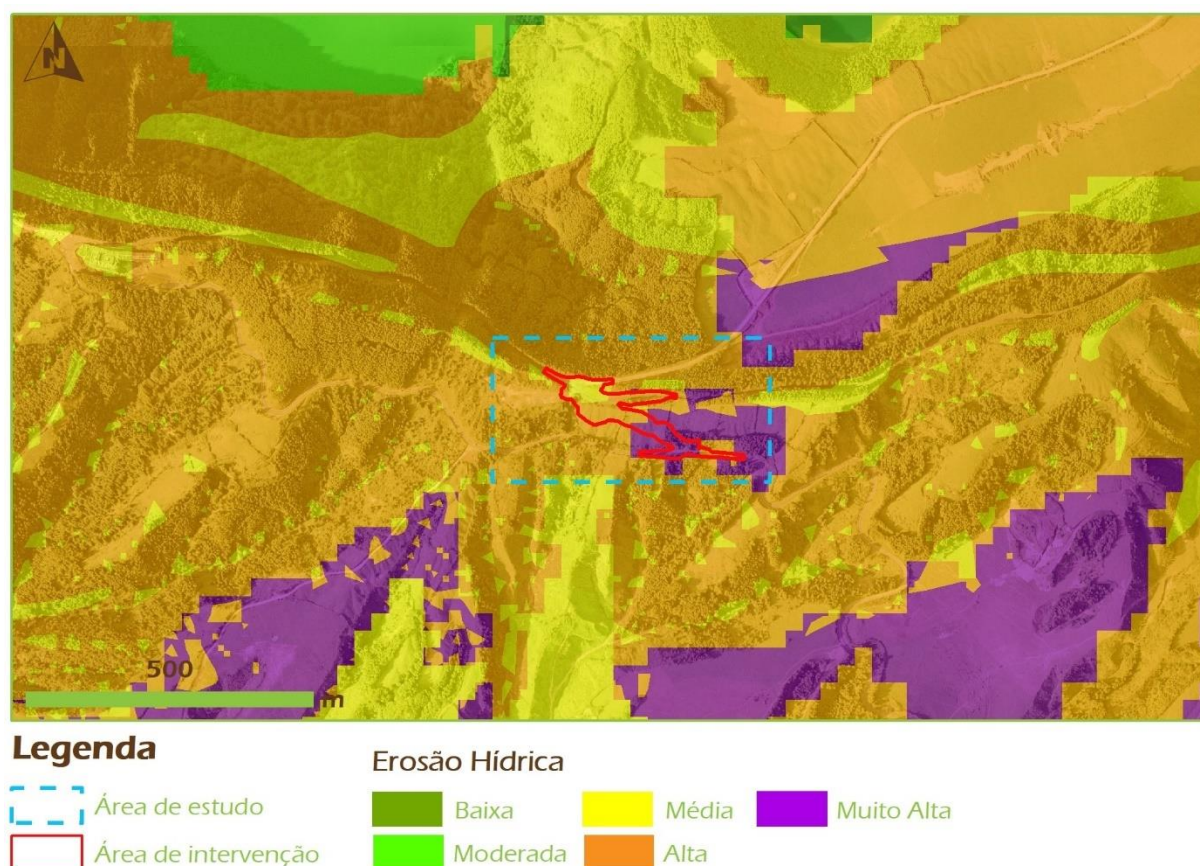 N
500
m
Legenda
Área de estudo
Área de intervenção
Erosão Hídrica
Baixa
Média
Muito Alta
Moderada
Alta